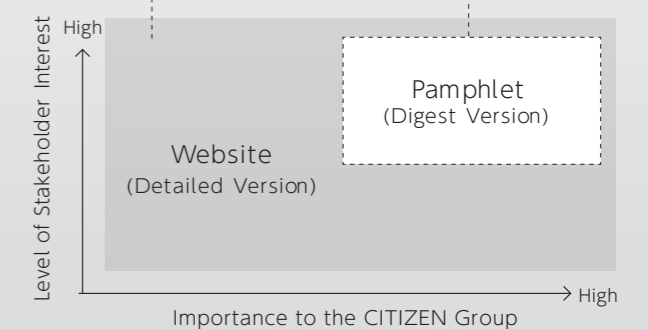 High
Level of Stakeholder Interest
Pamphlet
(Digest Version)
Website
(Detailed Version)
High
Importance to the CITIZEN Group